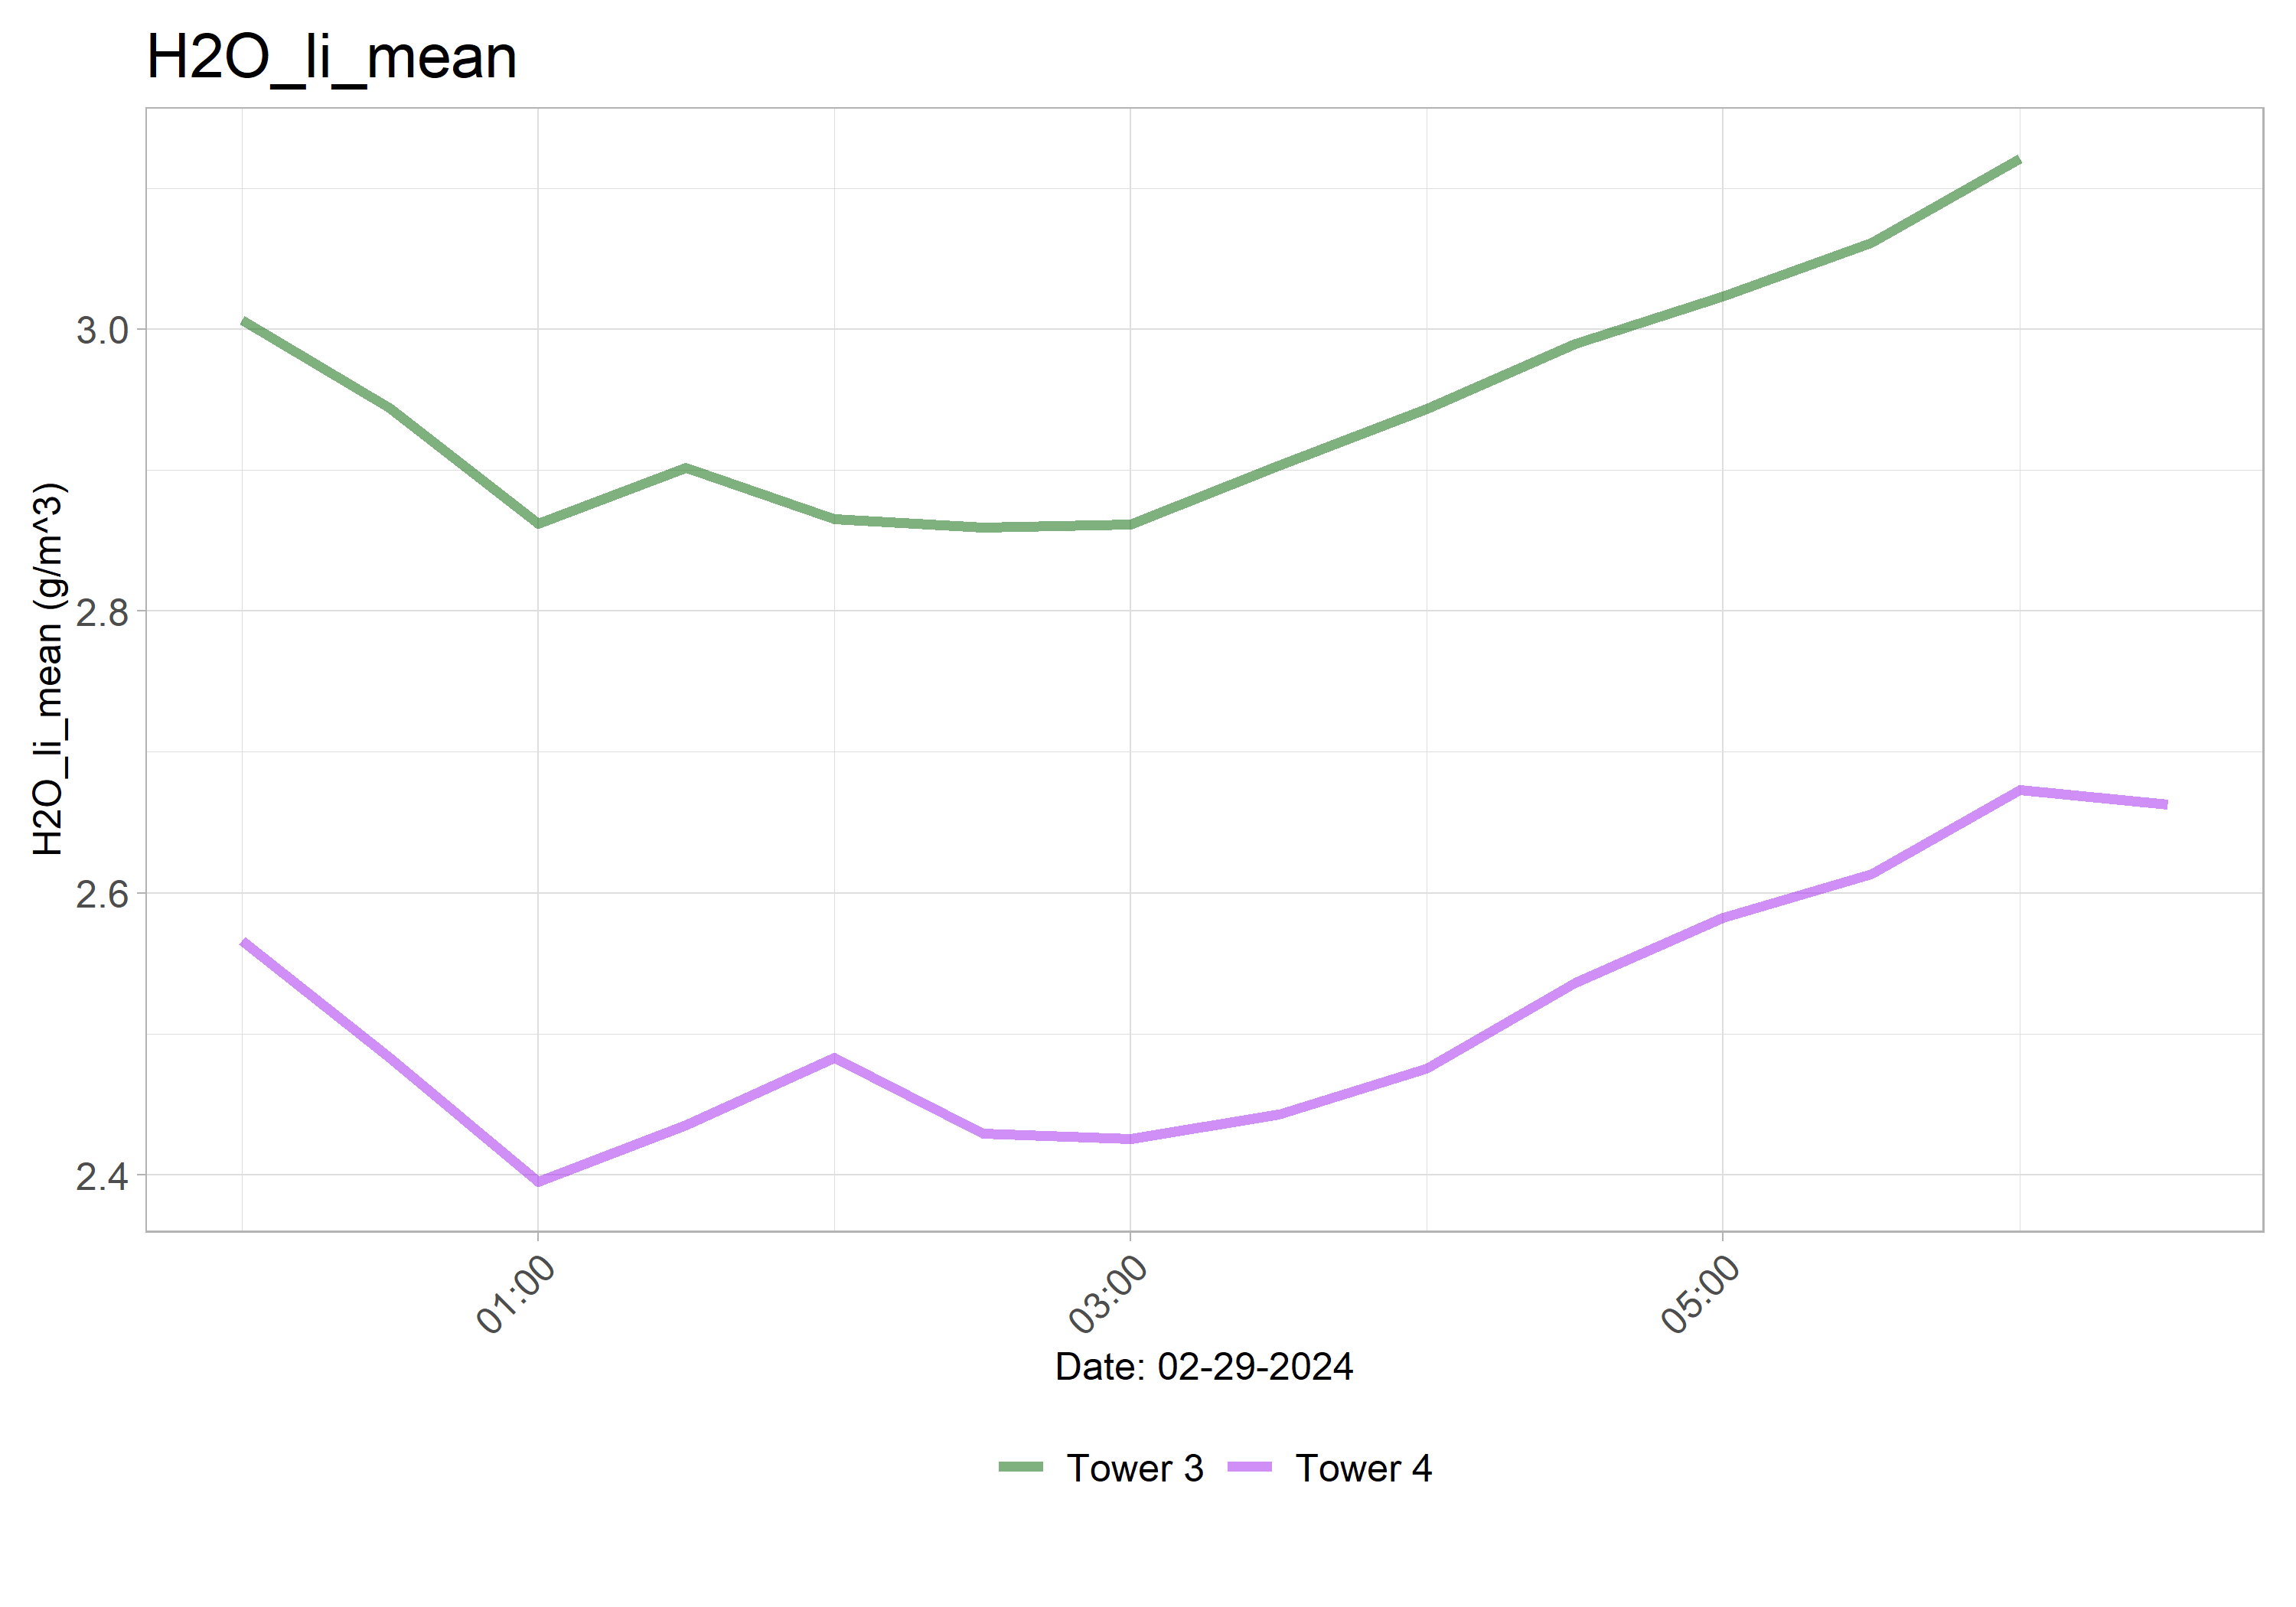 H2O_li_mean
H2O_li_mean (g/m^3)
3.0
2.8
2.6
2.4
01:00
03:00
05:00
Date: 02-29-2024
Tower 3
Tower 4